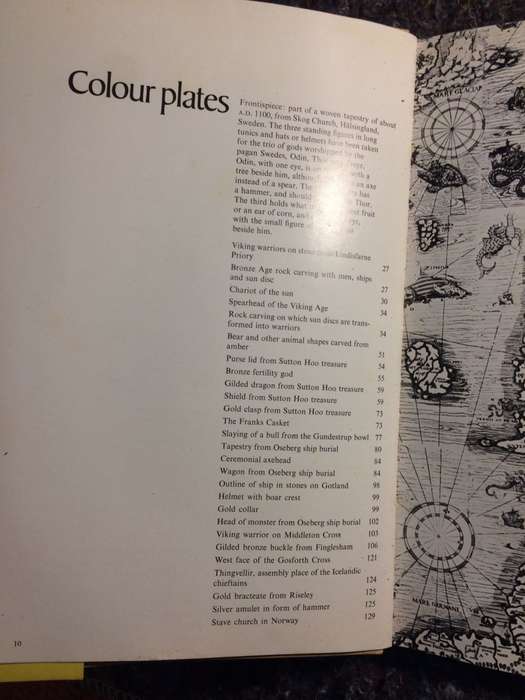 Colour plates
Frontispiece: part of a woven tapestry of about
A.D. 1100, from Skog Church, Hälsingland,
Sweden. The three standing figures in long
tunics and hats or helmets have been taken
for the trio of gods worshipped by the
pagan Swedes, Odin,
Odin, with one eye, is with a
tree beside him, an axe
instead of a spear. The has
a hammer, and should Thor.
The third holds what fruit
or an ear of corn, and
with the small figure
beside him.
Viking warriors on stone Lindisfarne
Priory 27
Bronze Age rock carving with men, ships
and sun disc 27
Chariot of the sun 30
Spearhead of the Viking Age 34
Rock carving on which sun discs are trans-
formed into warriors 34
Bear and other animal shapes carved from
amber 51
Purse lid from Sutton Hoo treasure 54
Bronze fertility god 55
Gilded dragon from Sutton Hoo treasure 59
Shield from Sutton Hoo treasure 59
Gold clasp from Sutton Hoo treasure 73
The Franks Casket 73
Slaying of a bull from the Gundestrup bowl 77
Tapestry from Oseberg ship burial 80
Ceremonial axehead 84
Wagon from Oseberg ship burial 84
Outline of ship in stones on Gotland 98
Helmet with boar crest 99
Gold collar 99
Head of monster from Oseberg ship burial 102
Viking warrior on Middleton Cross 103
Gilded bronze buckle from Finglesham 106
West face of the Gosforth Cross 121
Thingvellir, assembly place of the Icelandic
chieftains 124
Gold bracteate from Riseley 125
Silver amulet in form of hammer 125
Stave church in Norway 129
10
MARE GLACIAL